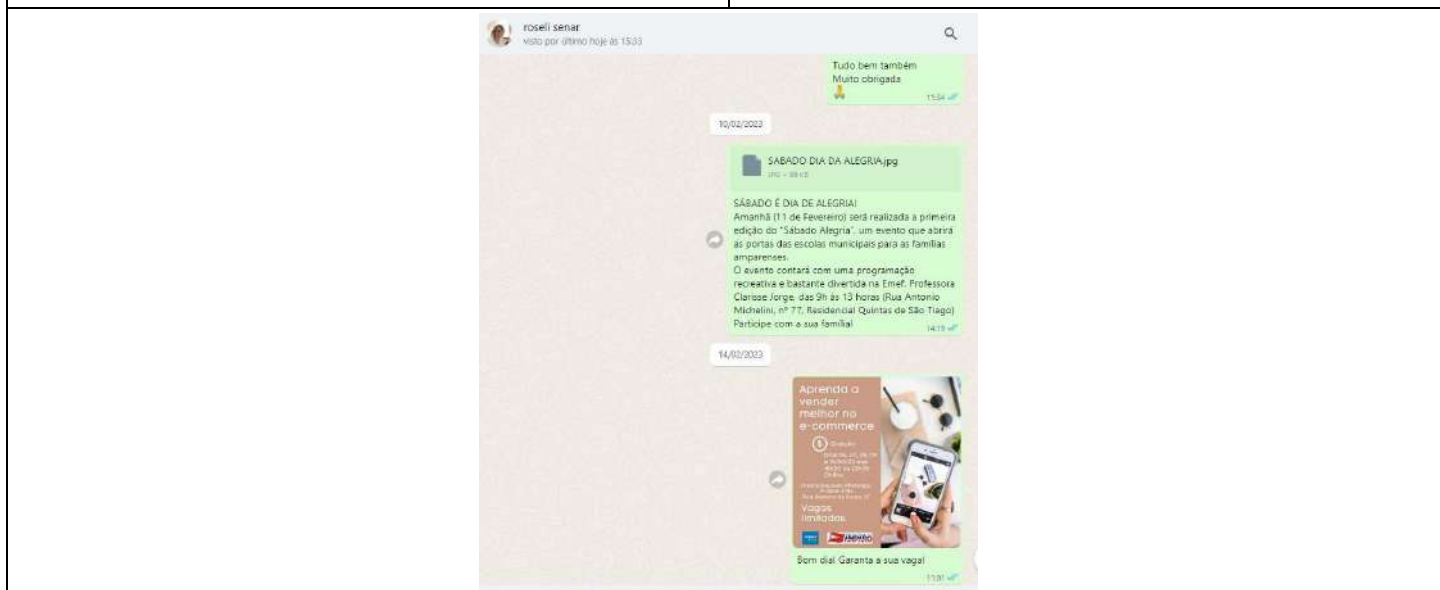 roseli senar
visto por último hoje às 15:33
Tudo bem também
Muito obrigada
11:34
10/02/2023
SABADO DIA DA ALEGRIA.jpg
JPG
SÁBADO É DIA DE ALEGRIA!
Amanhã (11 de Fevereiro) será realizada a primeira
edição do "Sábado Alegria", um evento que abrirá
as portas das escolas municipais para as famílias
amparenses.
O evento contará com uma programação
recreativa e bastante divertida na Emef. Professora
Clarisse Jorge, das 9h às 13 horas (Rua Antonio
Michelini, nº 77, Residencial Quintas de São Tiago)
Participe com a sua família!
14:19
14/02/2023
Aprenda a
vender
melhor no
e-commerce
Gratuito
Online
Vagas
limitadas
Bom dia! Garanta a sua vaga!